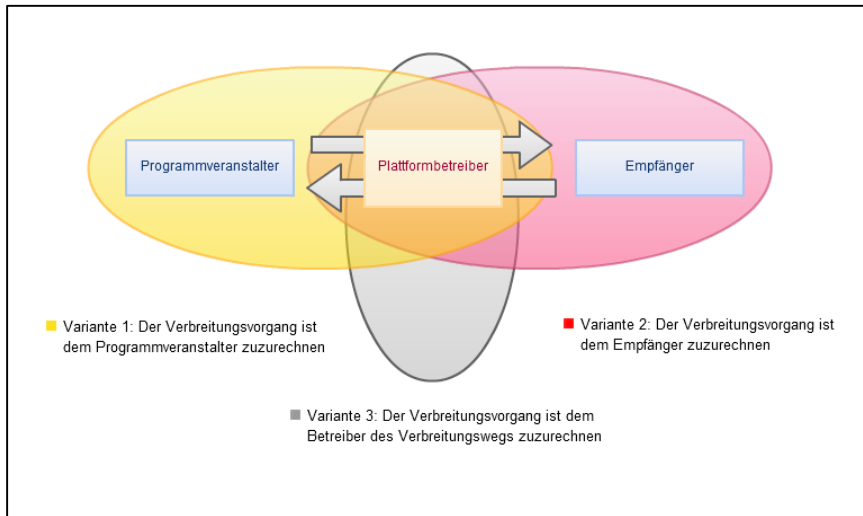 Programmveranstalter
Plattformbetreiber
Empfänger
Variante 1: Der Verbreitungsvorgang ist
dem Programmveranstalter zuzurechnen
Variante 2: Der Verbreitungsvorgang ist
dem Empfänger zuzurechnen
Variante 3: Der Verbreitungsvorgang ist dem
Betreiber des Verbreitungswegs zuzurechnen